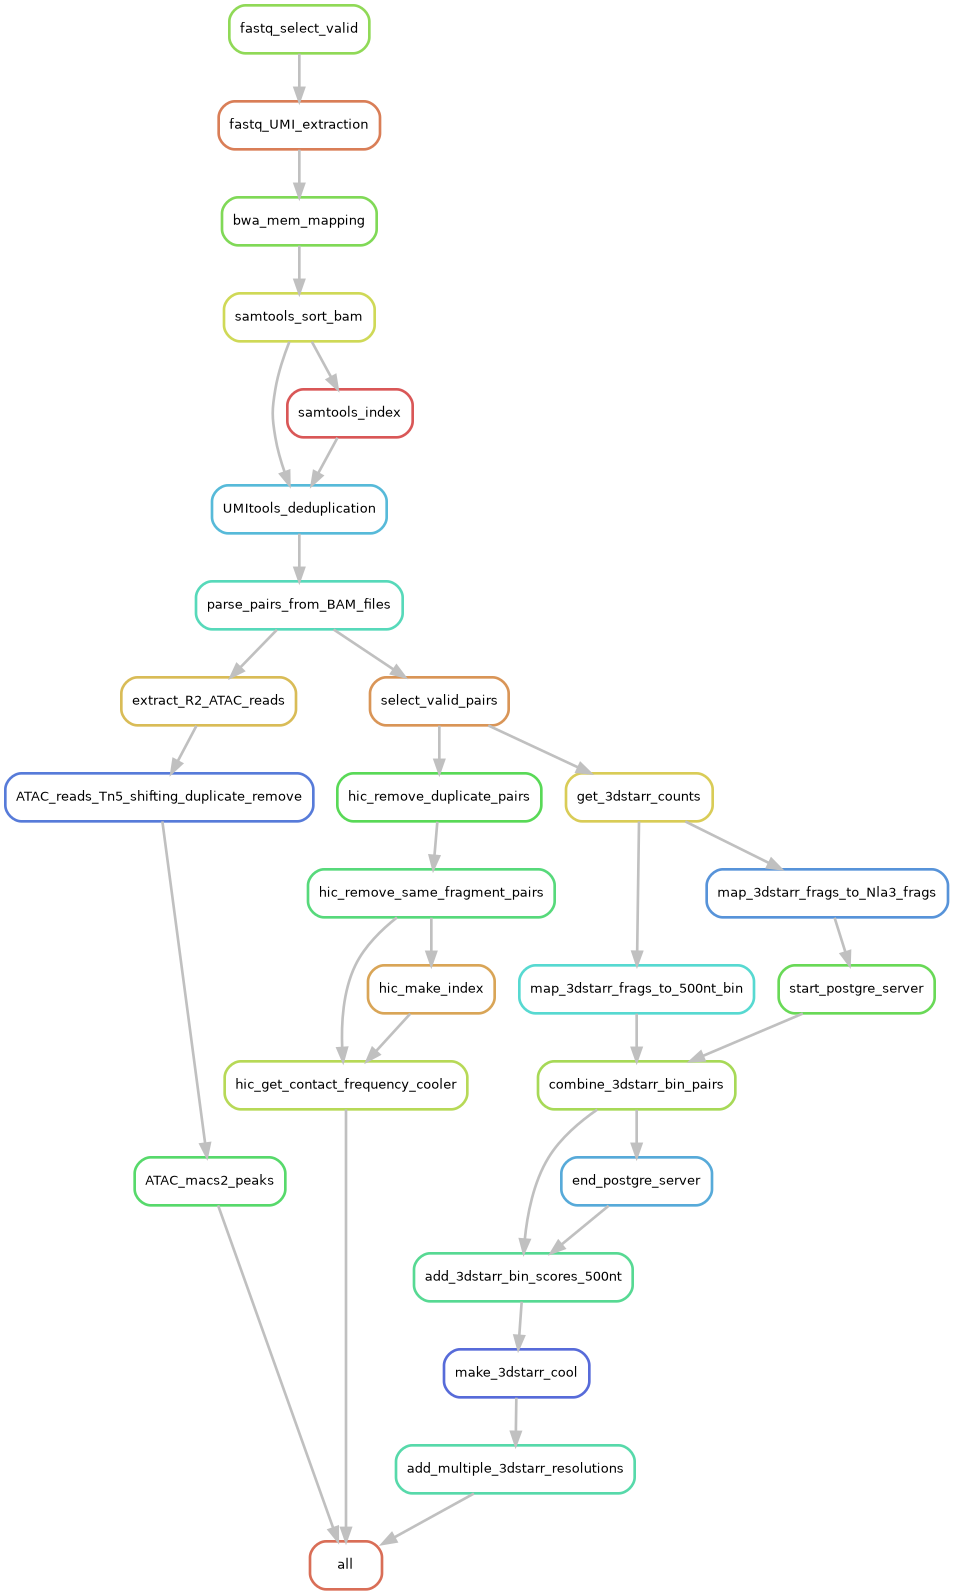 fastq_select_valid
fastq_UMI_extraction
bwa_mem_mapping
samtools_sort_bam
samtools_index
UMItools_deduplication
parse_pairs_from_BAM_files
extract_R2_ATAC_reads
select_valid_pairs
ATAC_reads_Tn5_shifting_duplicate_remove
hic_remove_duplicate_pairs
get_3dstarr_counts
hic_remove_same_fragment_pairs
map_3dstarr_frags_to_Nla3_frags
hic_make_index
map_3dstarr_frags_to_500nt_bin
start_postgre_server
hic_get_contact_frequency_cooler
combine_3dstarr_bin_pairs
ATAC_macs2_peaks
end_postgre_server
add_3dstarr_bin_scores_500nt
make_3dstarr_cool
add_multiple_3dstarr_resolutions
all